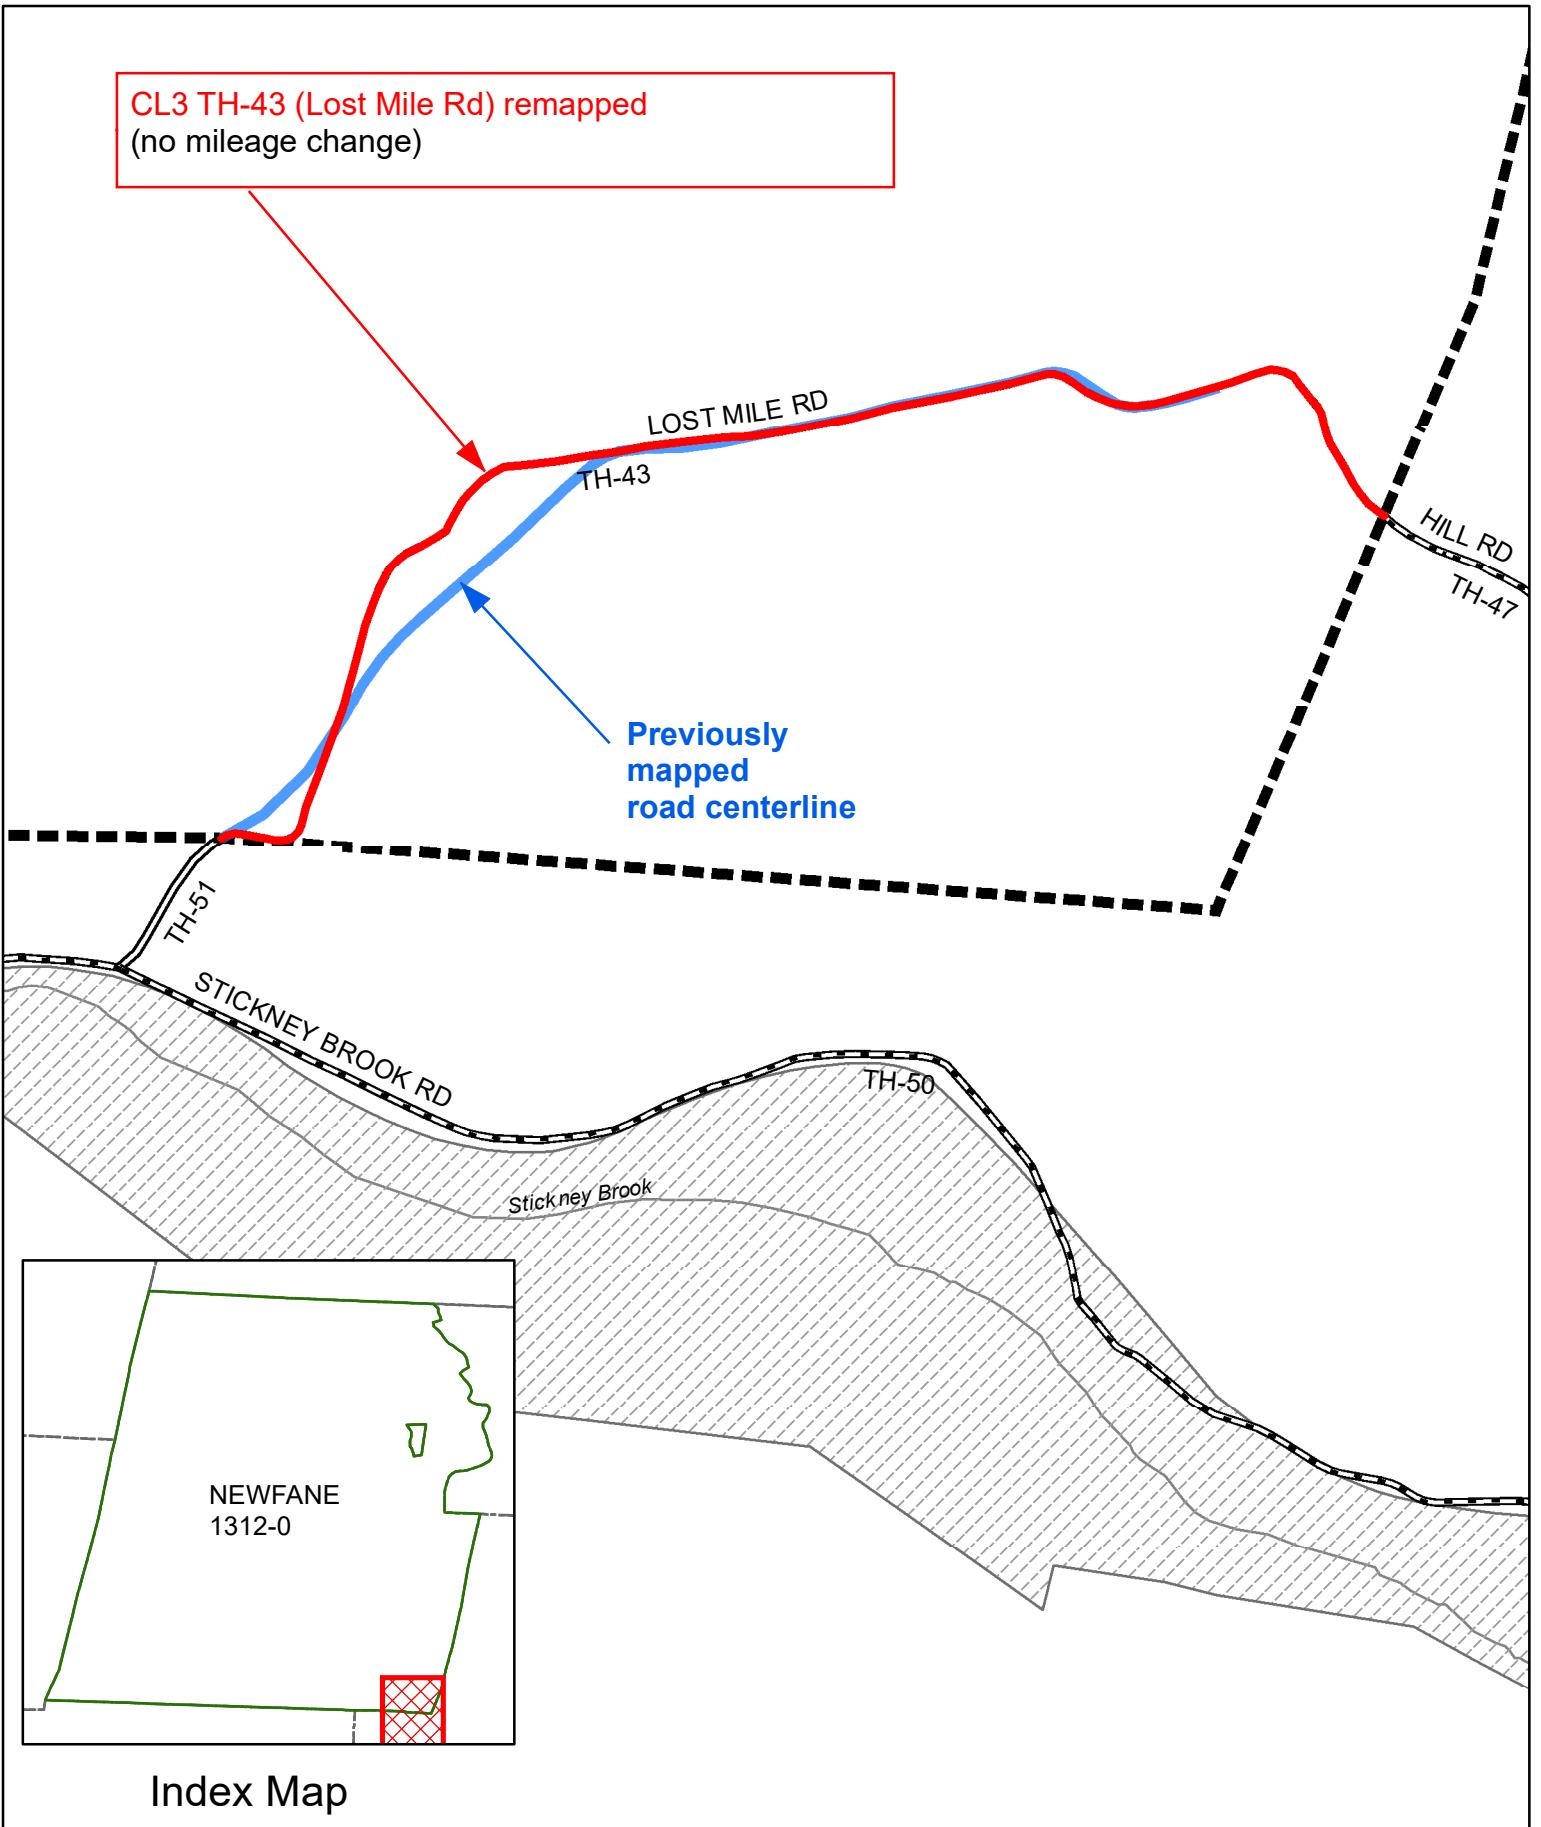 CL3 TH-43 (Lost Mile Rd) remapped
(no mileage change)
LOST MILE RD
TH-43
HILL RD
TH-47
Previously
mapped
road centerline
TH-51
STICKNEY BROOK RD
TH-50
Stickney Brook
NEWFANE
1312-0
Index Map